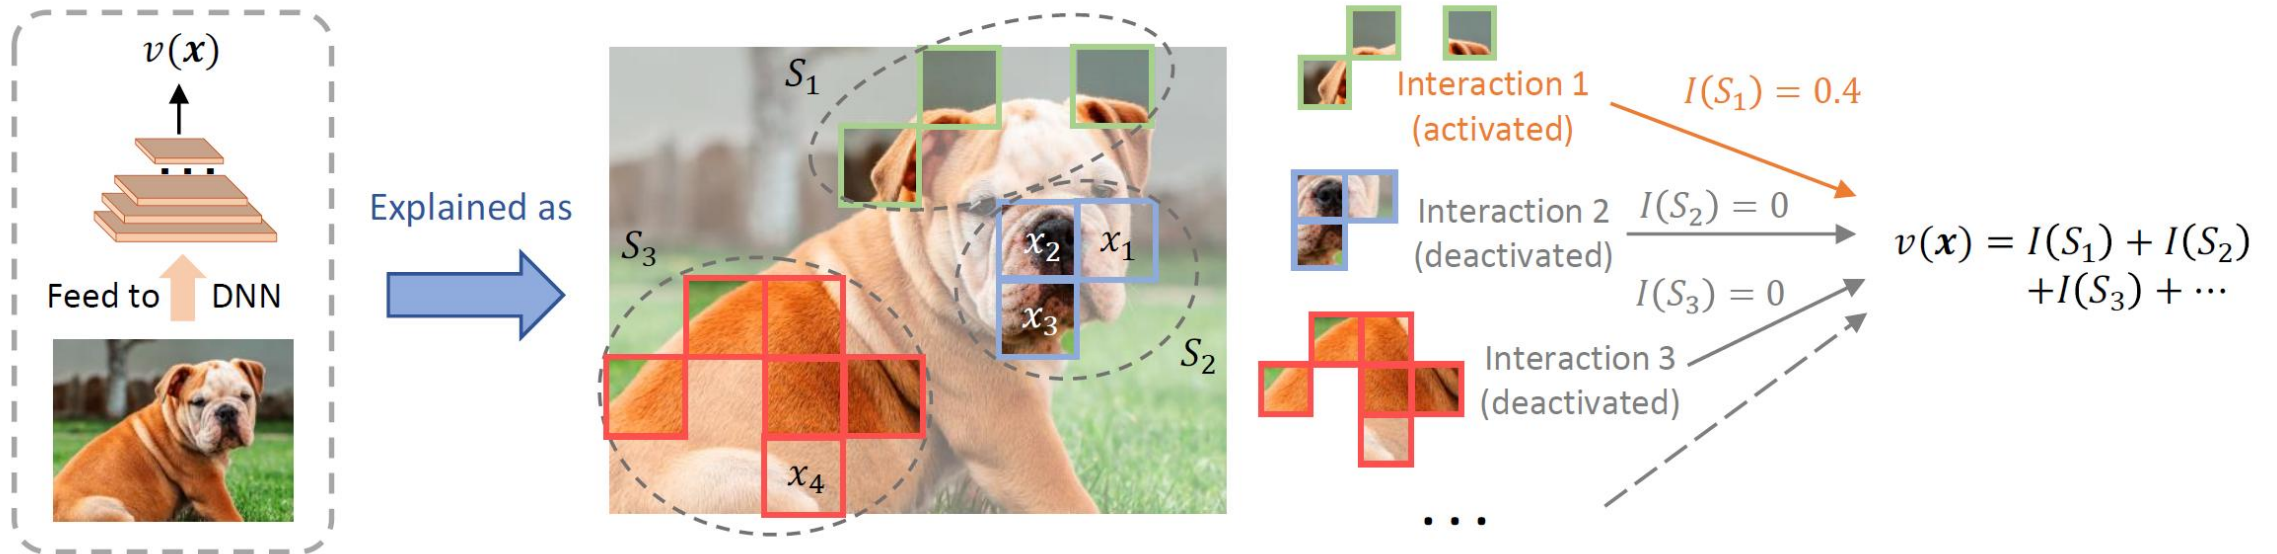 v(x)
...
Feed to DNN
Explained as
S₁
S₂
S₃
x₂ x₁
x₃
x₄
Interaction 1
(activated)
I(S₁) = 0.4
Interaction 2
(deactivated)
I(S₂) = 0
I(S₃) = 0
Interaction 3
(deactivated)
...
v(x) = I(S₁) + I(S₂)
+I(S₃) + ⋯